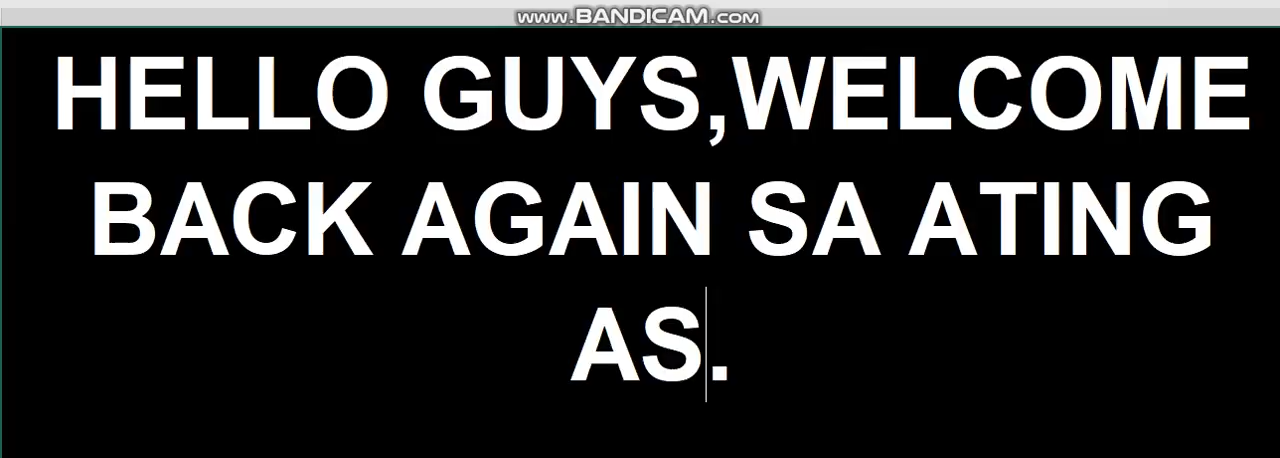 www.BANDICAM.com
HELLO GUYS,WELCOME
BACK AGAIN SA ATING
AS.